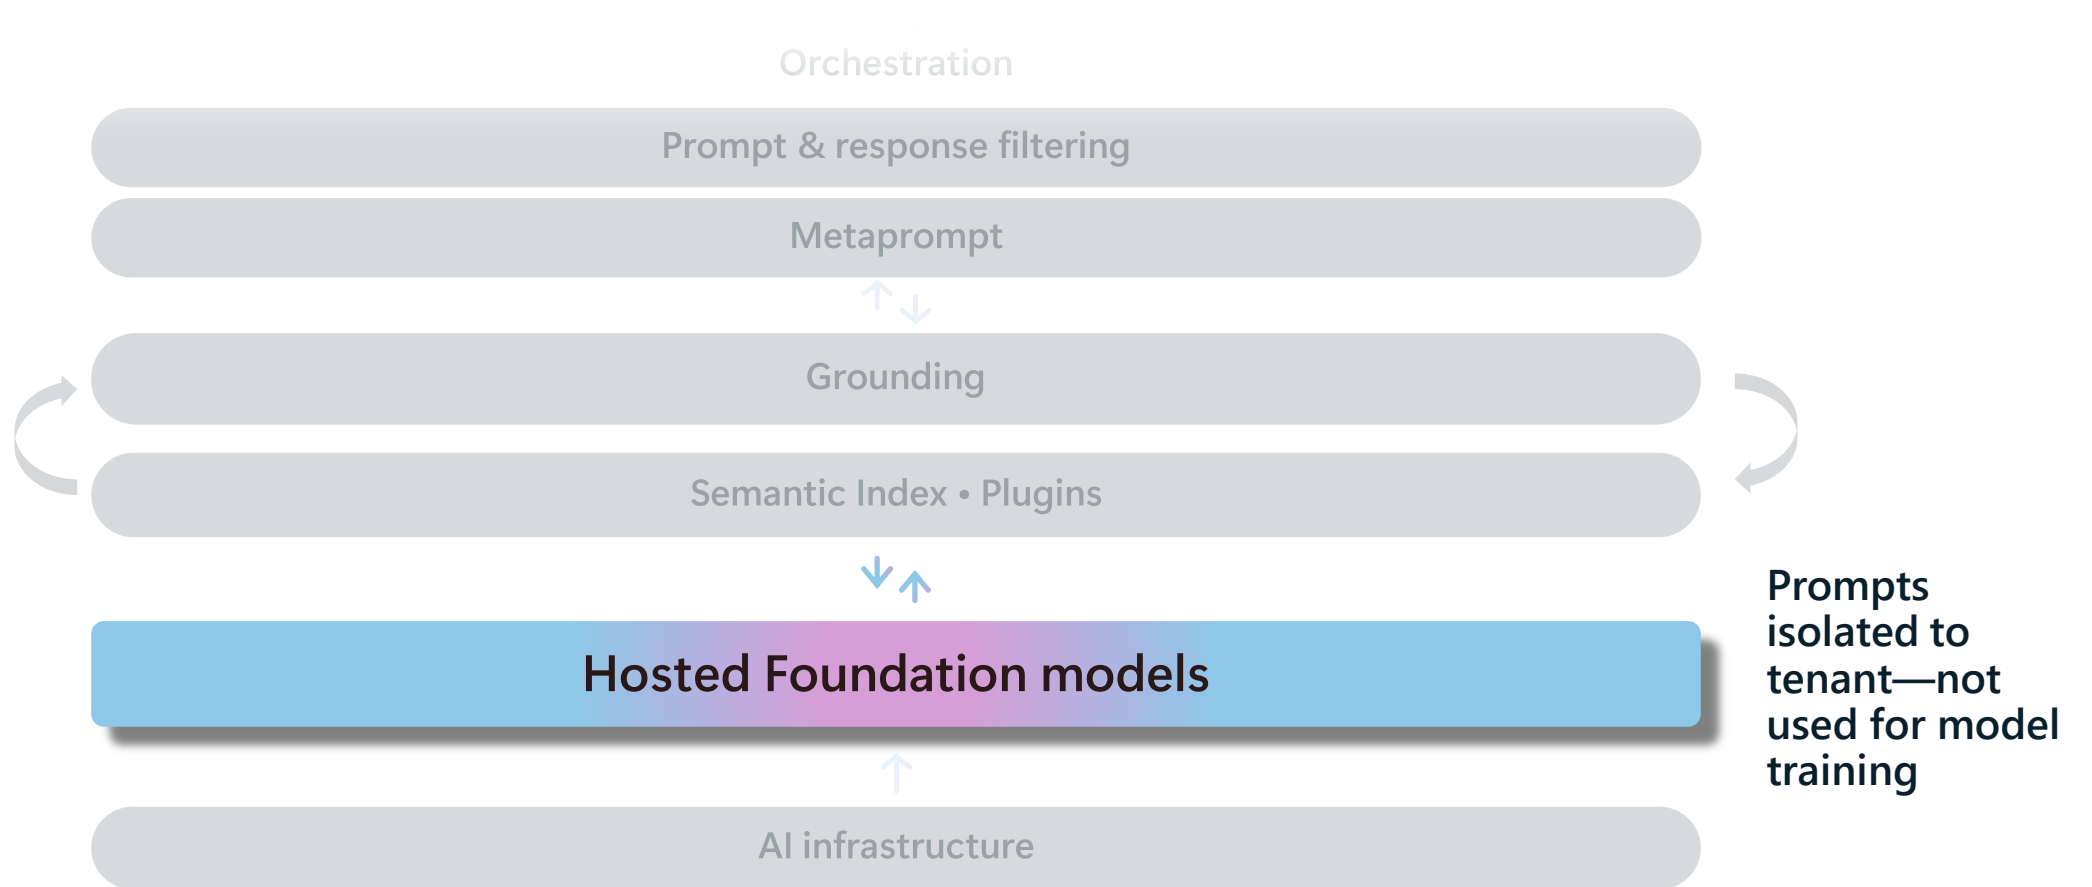 Orchestration
Prompt & response filtering
Metaprompt
Grounding
Semantic Index • Plugins
Hosted Foundation models
Prompts
isolated to
tenant—not
used for model
training
AI infrastructure